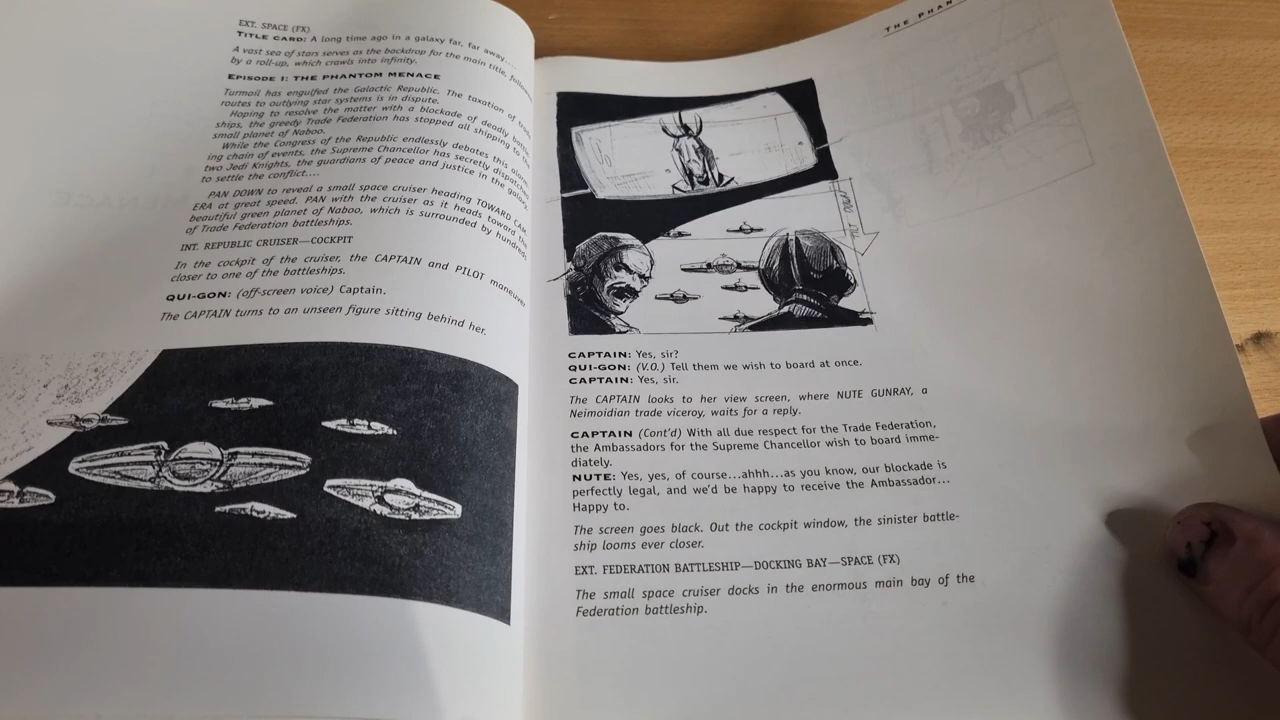 EXT. SPACE (FX)
TITLE CARD: A long time ago in a galaxy far, far away....
A vast sea of stars serves as the backdrop for the main title, followed
by a roll-up, which crawls into infinity.
EPISODE I: THE PHANTOM MENACE
Turmoil has engulfed the Galactic Republic. The taxation of trade
routes to outlying star systems is in dispute.
Hoping to resolve the matter with a blockade of deadly battle-
ships, the greedy Trade Federation has stopped all shipping to the
small planet of Naboo.
While the Congress of the Republic endlessly debates this alarm-
ing chain of events, the Supreme Chancellor has secretly dispatched
two Jedi Knights, the guardians of peace and justice in the galaxy,
to settle the conflict....
PAN DOWN to reveal a small space cruiser heading TOWARD CAM-
ERA at great speed. PAN with the cruiser as it heads toward the
beautiful green planet of Naboo, which is surrounded by hundreds
of Trade Federation battleships.
INT. REPUBLIC CRUISER—COCKPIT
In the cockpit of the cruiser, the CAPTAIN and PILOT maneuver
closer to one of the battleships.
QUI-GON: (off-screen voice) Captain.
The CAPTAIN turns to an unseen figure sitting behind her.
THE PHAN
TILT DOWN
CAPTAIN: Yes, sir?
QUI-GON: (V.O.) Tell them we wish to board at once.
CAPTAIN: Yes, sir.
The CAPTAIN looks to her view screen, where NUTE GUNRAY, a
Neimoidian trade viceroy, waits for a reply.
CAPTAIN (Cont'd) With all due respect for the Trade Federation,
the Ambassadors for the Supreme Chancellor wish to board imme-
diately.
NUTE: Yes, yes, of course...ahhh...as you know, our blockade is
perfectly legal, and we'd be happy to receive the Ambassador...
Happy to.
The screen goes black. Out the cockpit window, the sinister battle-
ship looms ever closer.
EXT. FEDERATION BATTLESHIP—DOCKING BAY—SPACE (FX)
The small space cruiser docks in the enormous main bay of the
Federation battleship.